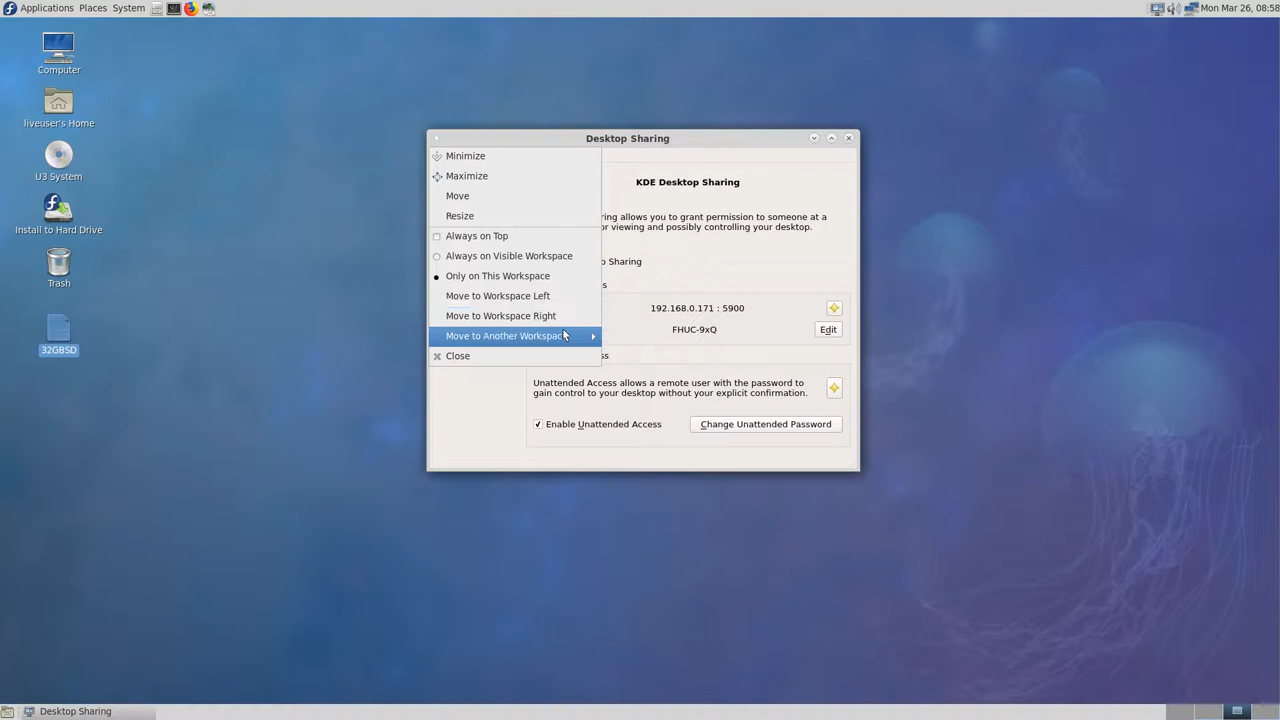 Applications Places System
Mon Mar 26, 08:58
Computer
liveuser's Home
U3 System
Install to Hard Drive
Trash
32GBSD
Desktop Sharing
Minimize
Maximize
Move
Resize
Always on Top
Always on Visible Workspace
Only on This Workspace
Move to Workspace Left
Move to Workspace Right
Move to Another Workspac
Close
KDE Desktop Sharing
ring allows you to grant permission to someone at a
or viewing and possibly controlling your desktop.
p Sharing
s
192.168.0.171 : 5900
FHUC-9xQ
Edit
ss
Unattended Access allows a remote user with the password to
gain control to your desktop without your explicit confirmation.
Enable Unattended Access
Change Unattended Password
Desktop Sharing